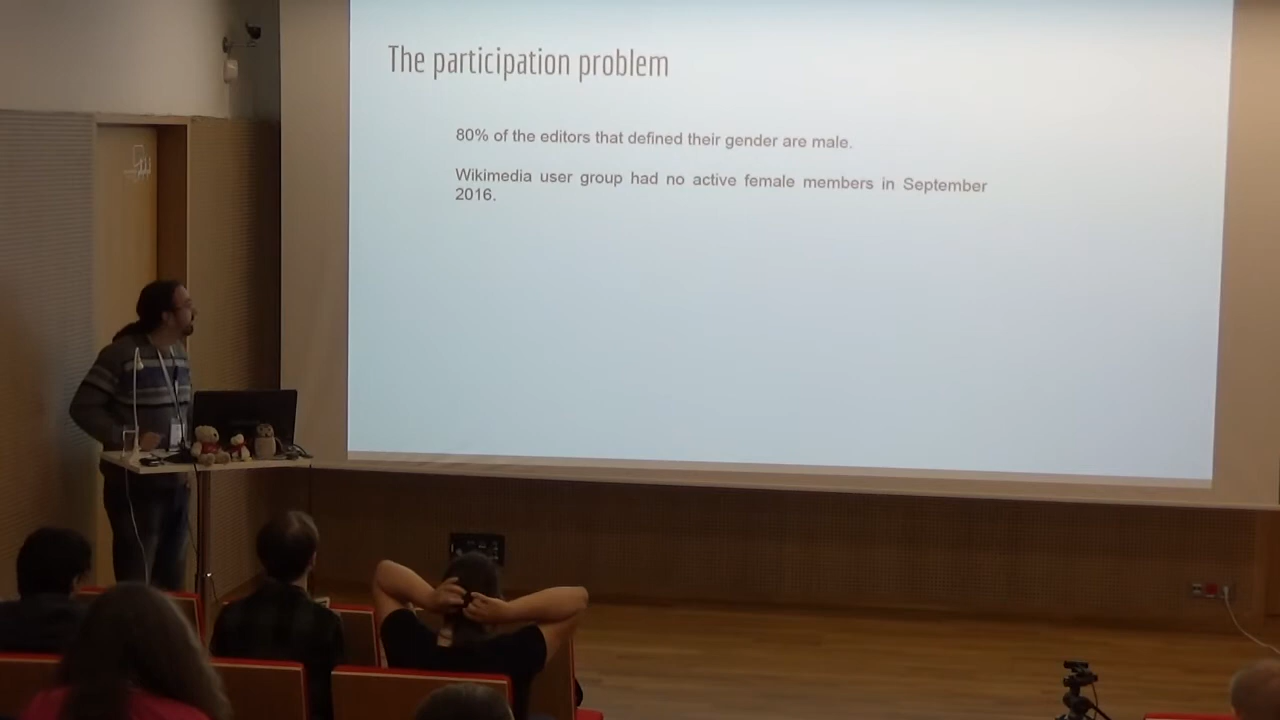 The participation problem
80% of the editors that defined their gender are male.
Wikimedia user group had no active female members in September
2016.